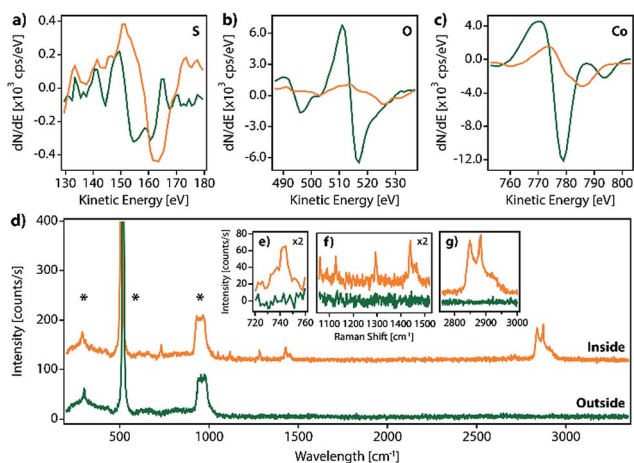 a) S
dN/dE [x10³ cps/eV]
0.4
0.2
0.0
-0.2
-0.4
130 140 150 160 170 180
Kinetic Energy [eV]
b) O
dN/dE [x10³ cps/eV]
6.0
3.0
0.0
-3.0
-6.0
490 500 510 520 530
Kinetic Energy [eV]
c) Co
dN/dE [x10³ cps/eV]
4.0
0.0
-4.0
-8.0
-12.0
760 770 780 790 800
Kinetic Energy [eV]
d)
Intensity [counts/s]
400
300
200
100
0
* * *
e) x2
Intensity [counts/s]
80
60
40
20
0
720 740 760
f) x2
1100 1200 1300 1400 1500
Raman Shift [cm⁻¹]
g)
2800 2900 3000
Inside
Outside
500 1000 1500 2000 2500 3000
Wavelength [cm⁻¹]